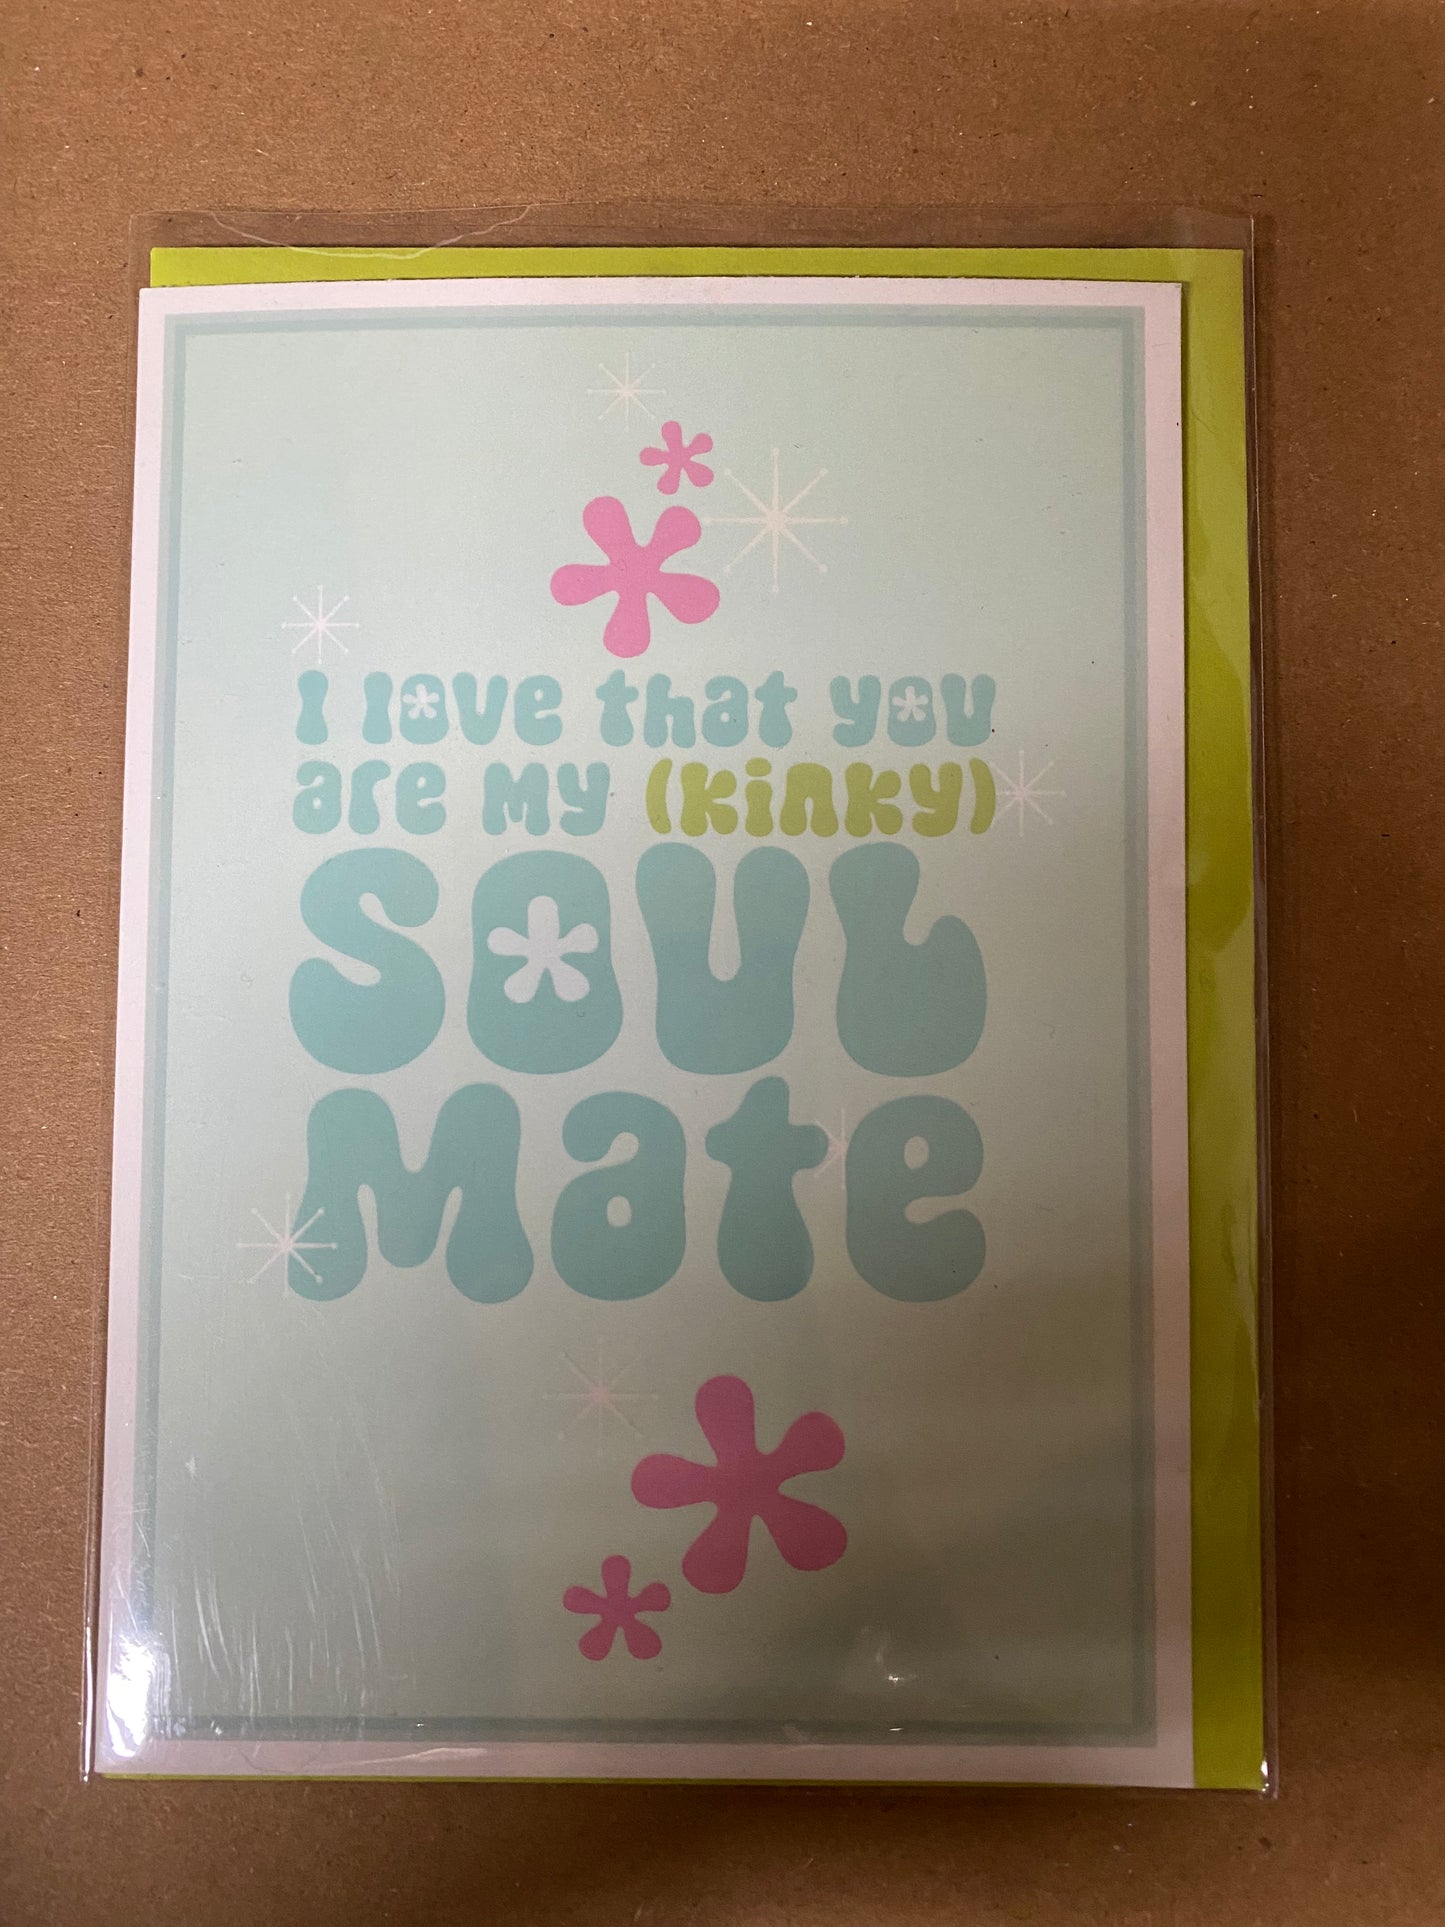 I love that you
are my (kinky)
SOUL
Mate